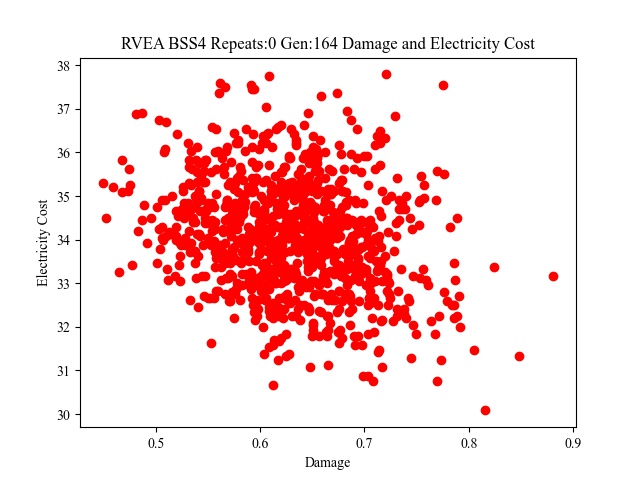 RVEA BSS4 Repeats:0 Gen:164 Damage and Electricity Cost
38
37
36
35
34
33
32
31
30
Electricity Cost
0.5 0.6 0.7 0.8 0.9
Damage